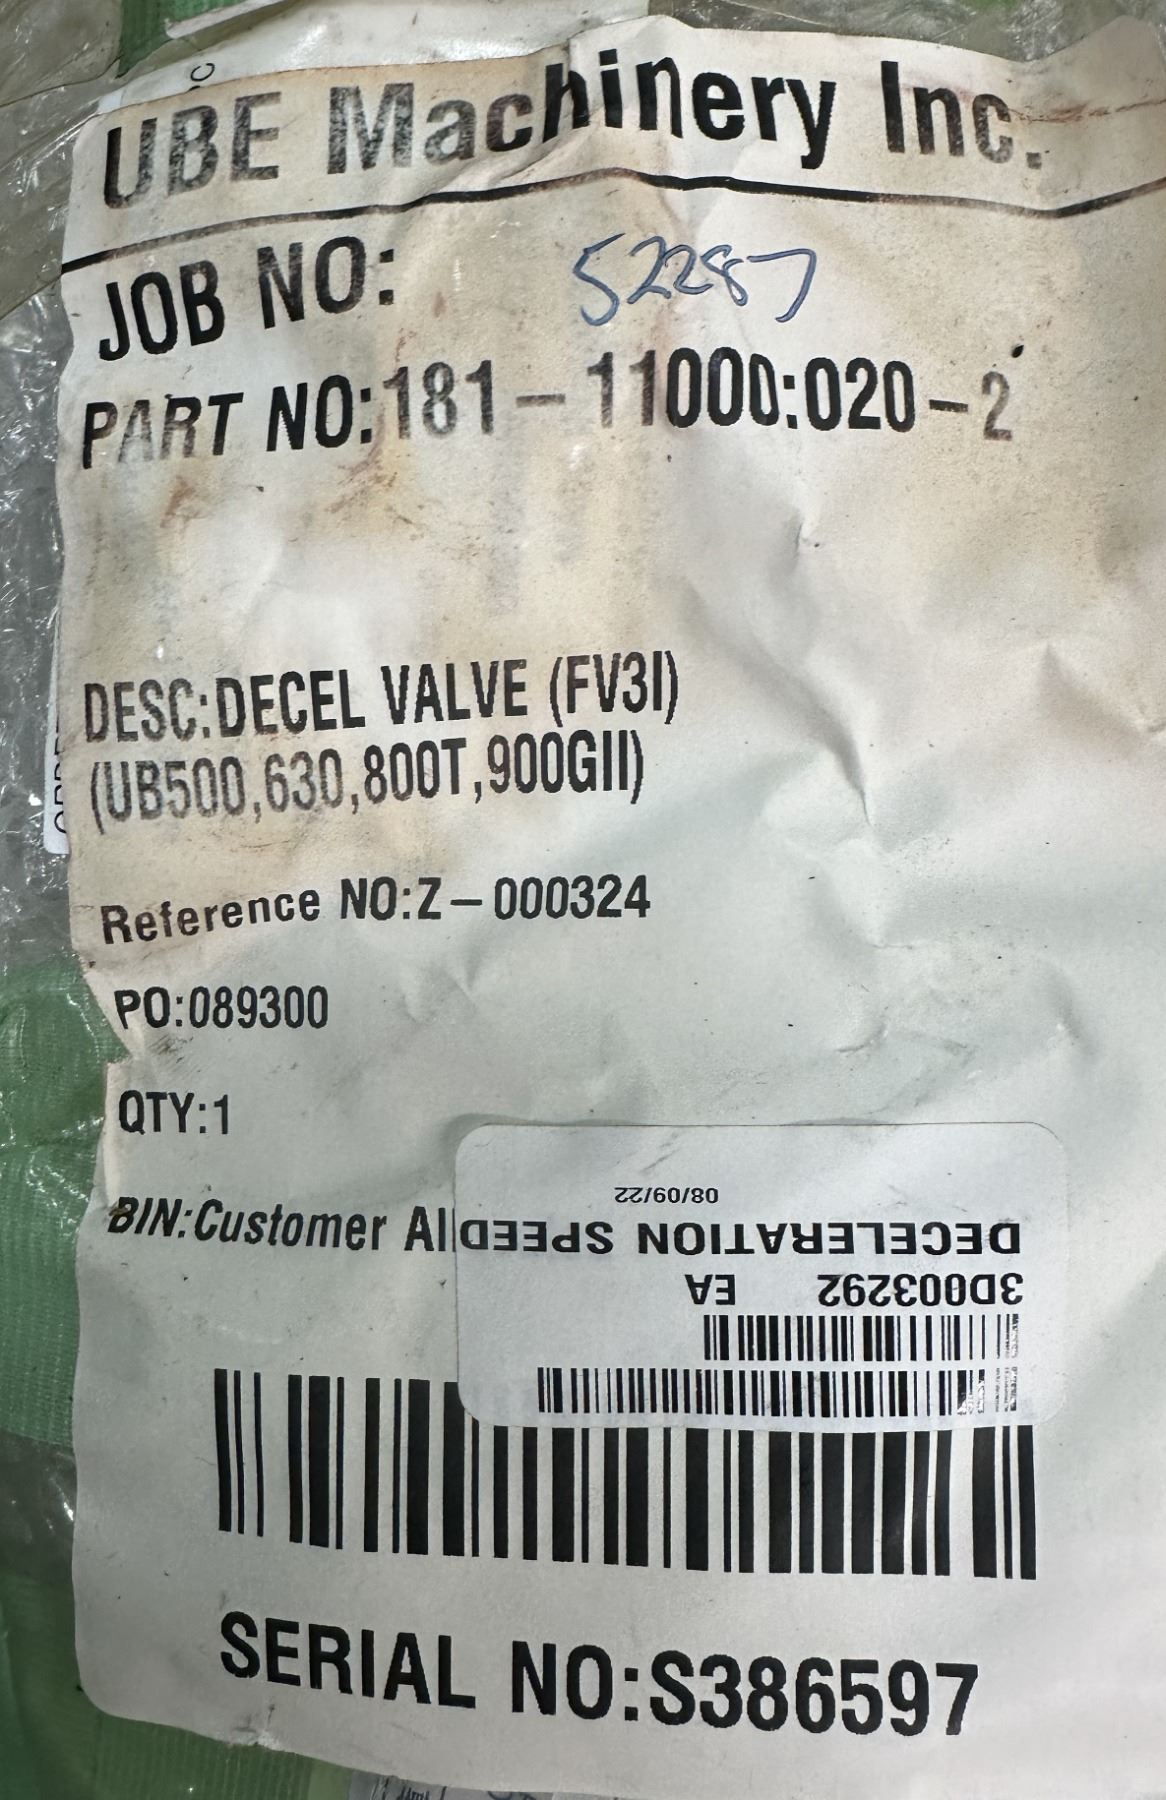 UBE Machinery Inc.
JOB NO: 52287
PART NO:181-11000:020-2
DESC:DECEL VALVE (FV3I)
(UB500,630,800T,900GII)
Reference NO:Z-000324
PO:089300
QTY:1
BIN:Customer
08/09/22
DECELERATION SPEED
3D003292 EA
SERIAL NO:S386597